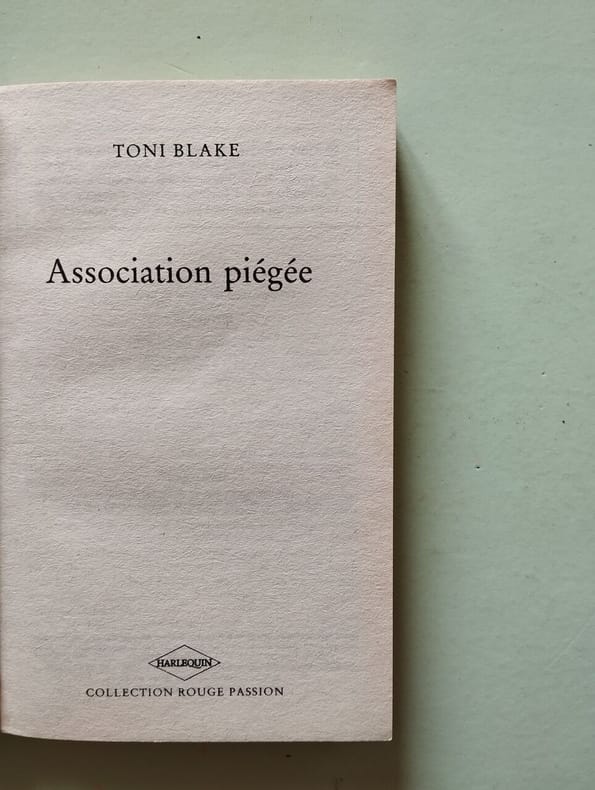 TONI BLAKE
Association piégée
HARLEQUIN
COLLECTION ROUGE PASSION